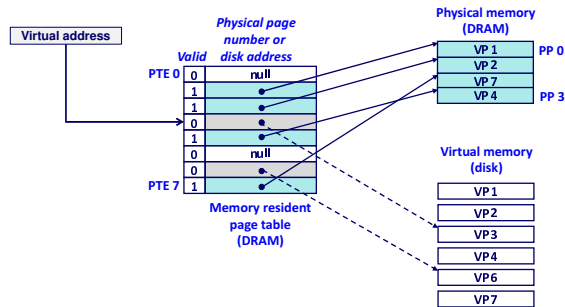 Virtual address
Physical page
number or
disk address
Valid
PTE 0
0
null
1
1
0
1
0
null
0
PTE 7
1
Memory resident
page table
(DRAM)
Physical memory
(DRAM)
VP 1
PP 0
VP 2
VP 7
VP 4
PP 3
Virtual memory
(disk)
VP 1
VP 2
VP 3
VP 4
VP 6
VP 7